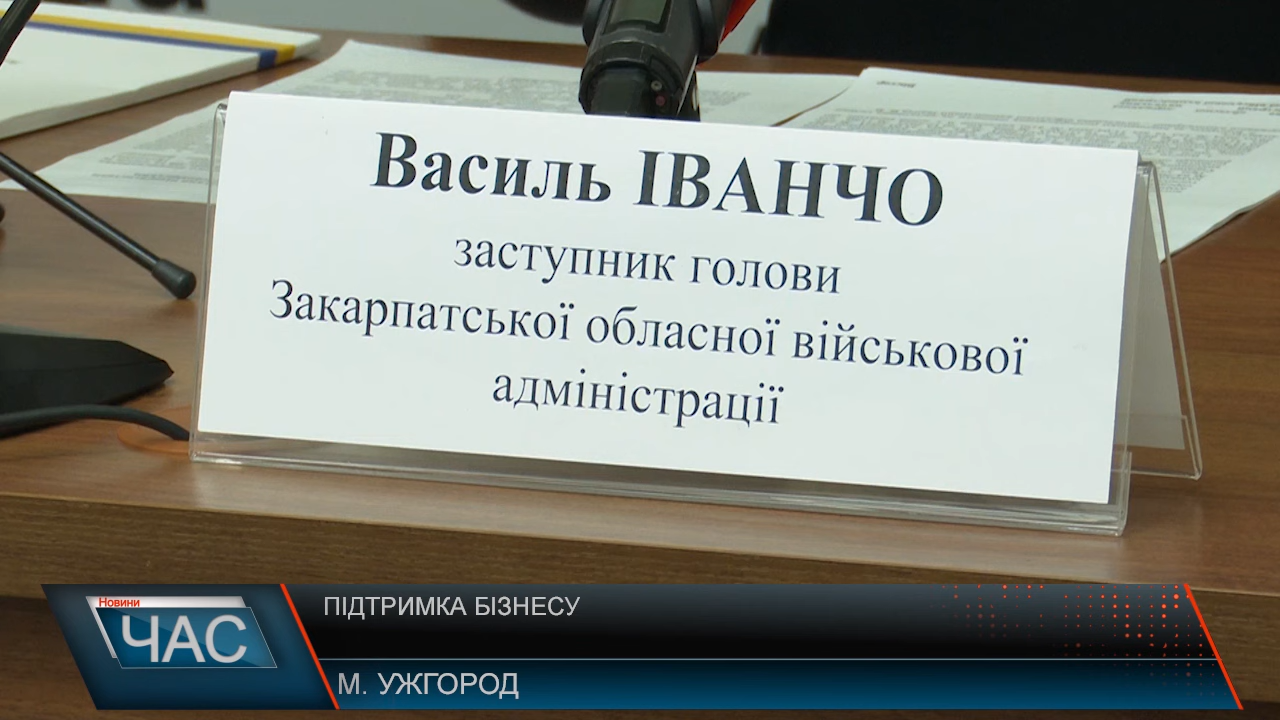 Василь ІВАНЧО
заступник голови
Закарпатської обласної військової
адміністрації
Новини
ЧАС
ПІДТРИМКА БІЗНЕСУ
М. УЖГОРОД